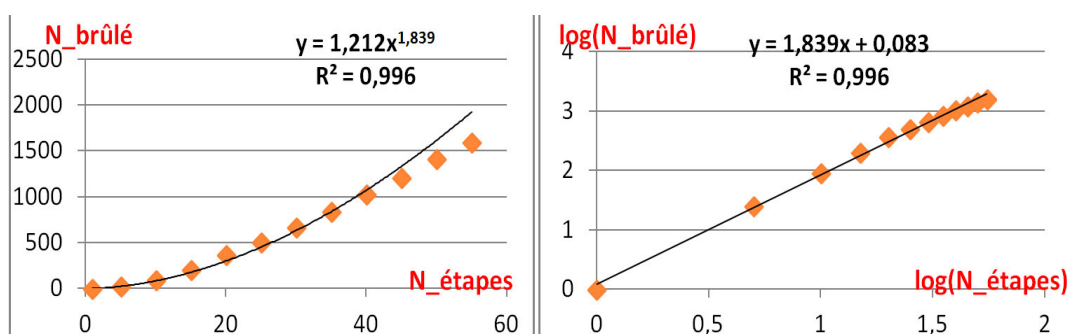 N_brûlé
y = 1,212x^1,839
R² = 0,996
2500
2000
1500
1000
500
0
0
20
40
60
N_étapes
log(N_brûlé)
y = 1,839x + 0,083
R² = 0,996
4
3
2
1
0
0
0,5
1
1,5
2
log(N_étapes)